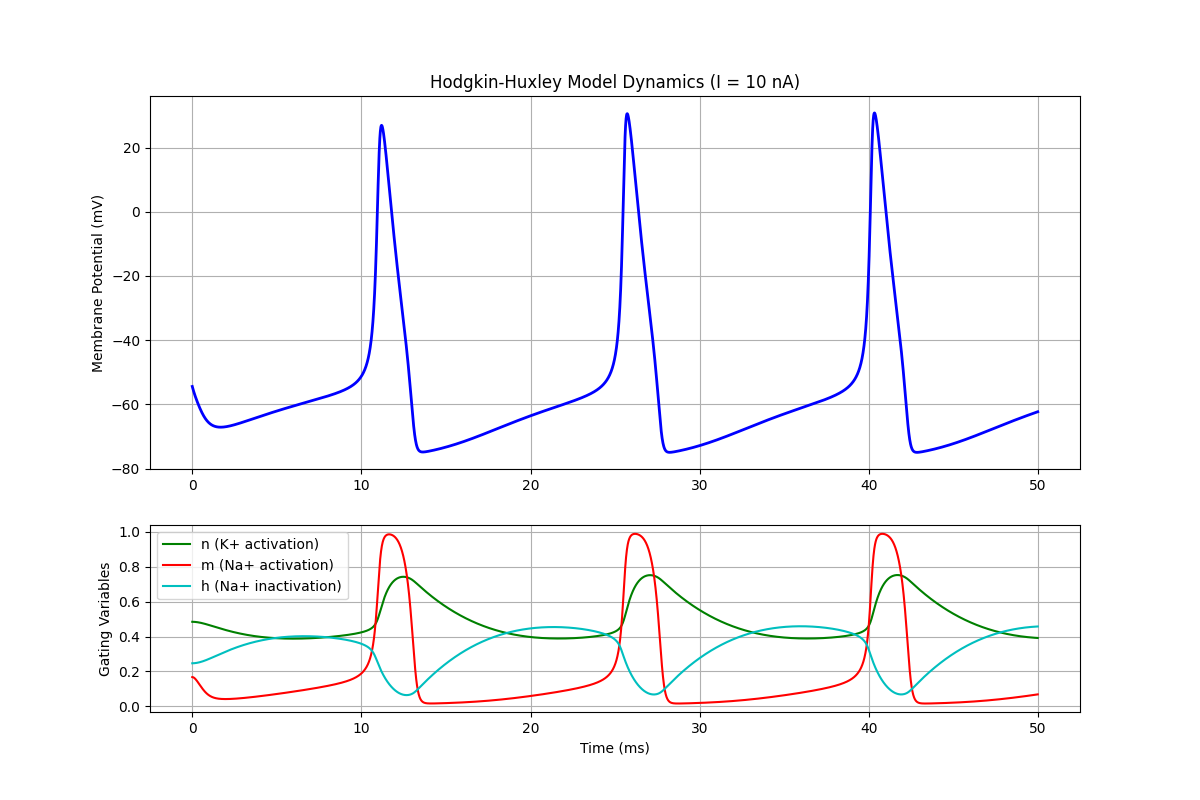 Hodgkin-Huxley Model Dynamics (I = 10 nA)
Membrane Potential (mV)
20
0
−20
−40
−60
−80
0 10 20 30 40 50
Gating Variables
1.0
0.8
0.6
0.4
0.2
0.0
n (K+ activation)
m (Na+ activation)
h (Na+ inactivation)
0 10 20 30 40 50
Time (ms)